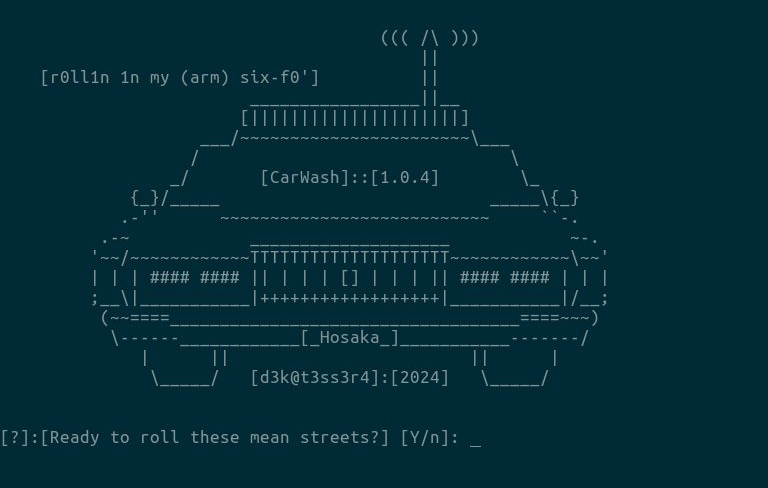 [r0ll1n 1n my (arm) six-f0']
[CarWash]::[1.0.4]
[_Hosaka_]
[d3k@t3ss3r4]:[2024]
[?]:[Ready to roll these mean streets?] [Y/n]: _